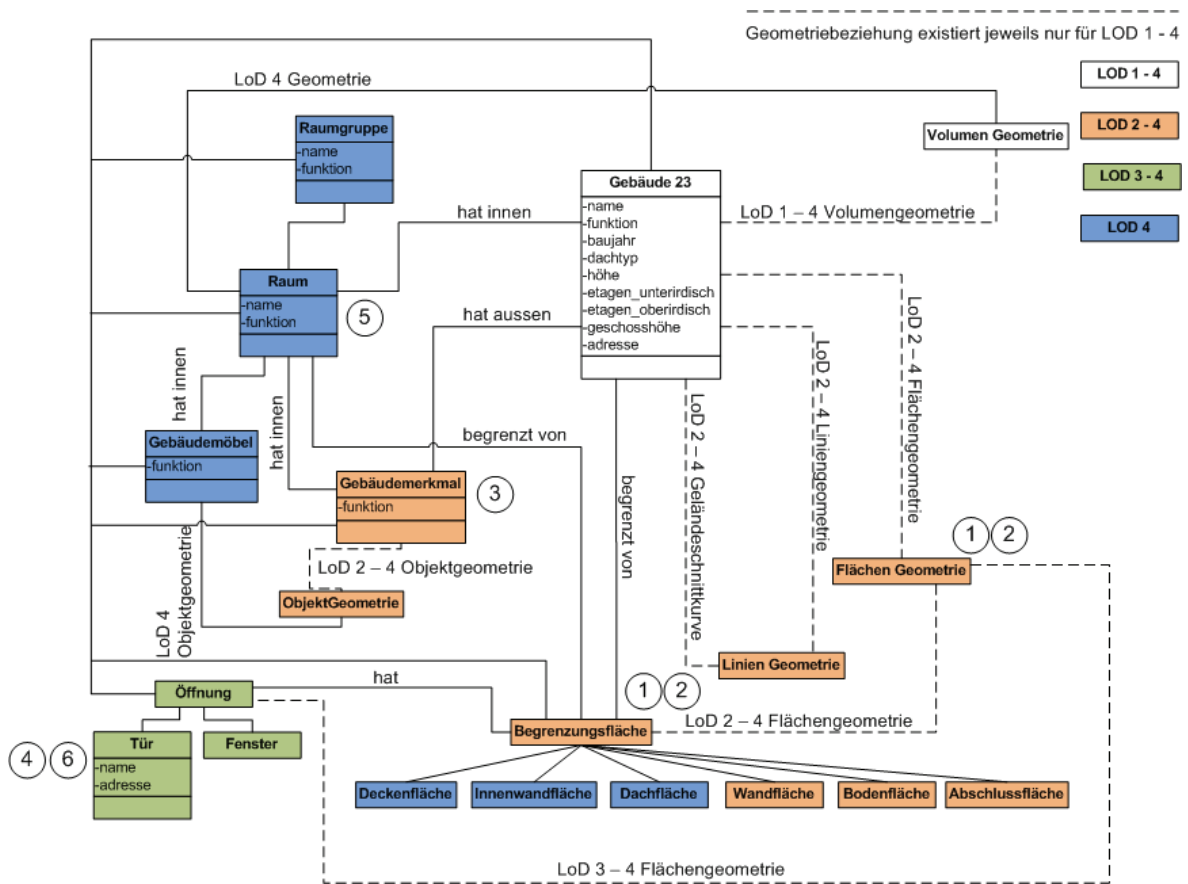 Geometriebeziehung existiert jeweils nur für LOD 1 - 4
LOD 1 - 4
LOD 2 - 4
LOD 3 - 4
LOD 4
LoD 4 Geometrie
Volumen Geometrie
Raumgruppe
-name
-funktion
Gebäude 23
-name
-funktion
-baujahr
-dachtyp
-höhe
-etagen_unterirdisch
-etagen_oberirdisch
-geschosshöhe
-adresse
hat innen
LoD 1 – 4 Volumengeometrie
Raum
-name
-funktion
5
hat aussen
LoD 2 – 4 Flächengeometrie
LoD 2 – 4 Liniengeometrie
LoD 2 – 4 Geländeschnittkurve
hat innen
hat innen
begrenzt von
begrenzt von
Gebäudemöbel
-funktion
Gebäudemerkmal
-funktion
3
LoD 2 – 4 Objektgeometrie
ObjektGeometrie
LoD 4
Objektgeometrie
1
2
Flächen Geometrie
Linien Geometrie
hat
Öffnung
1
2
Begrenzungsfläche
LoD 2 – 4 Flächengeometrie
4
6
Tür
-name
-adresse
Fenster
Deckenfläche
Innenwandfläche
Dachfläche
Wandfläche
Bodenfläche
Abschlussfläche
LoD 3 – 4 Flächengeometrie